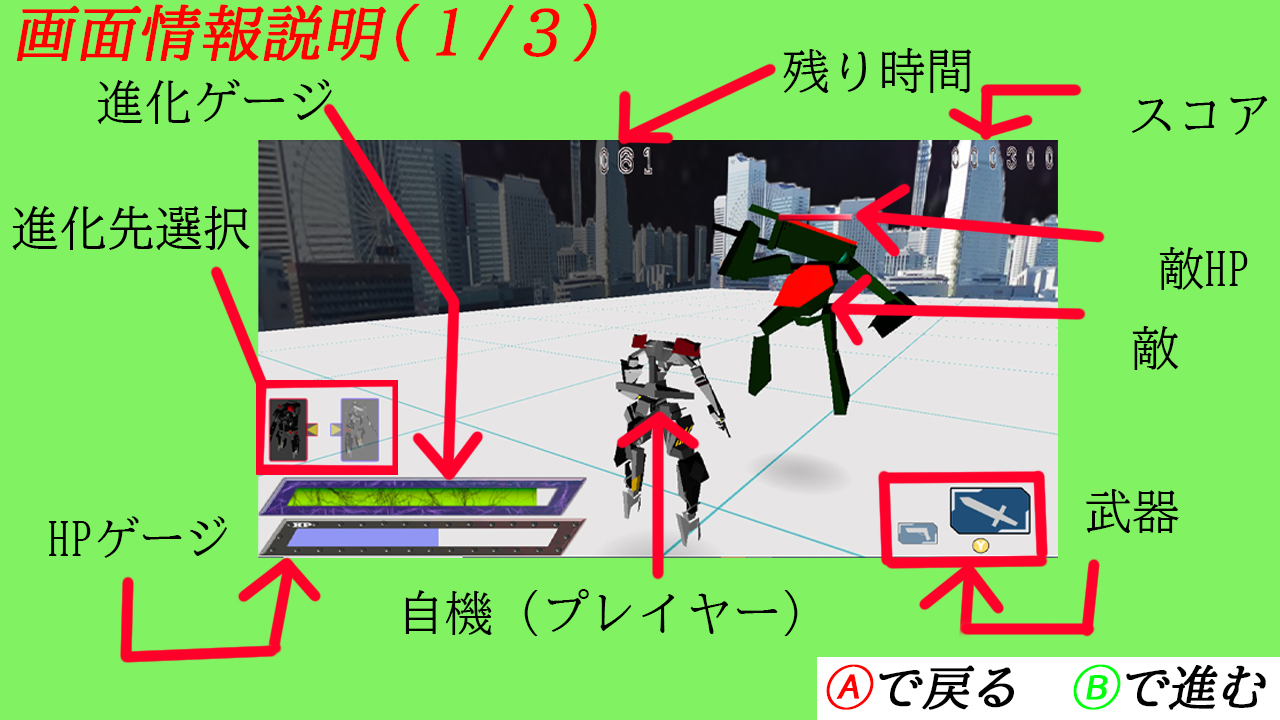 画面情報説明(1/3)
残り時間
進化ゲージ
スコア
061
000300
進化先選択
敵HP
敵
武器
HPゲージ
HP
Y
自機(プレイヤー)
Aで戻る Bで進む